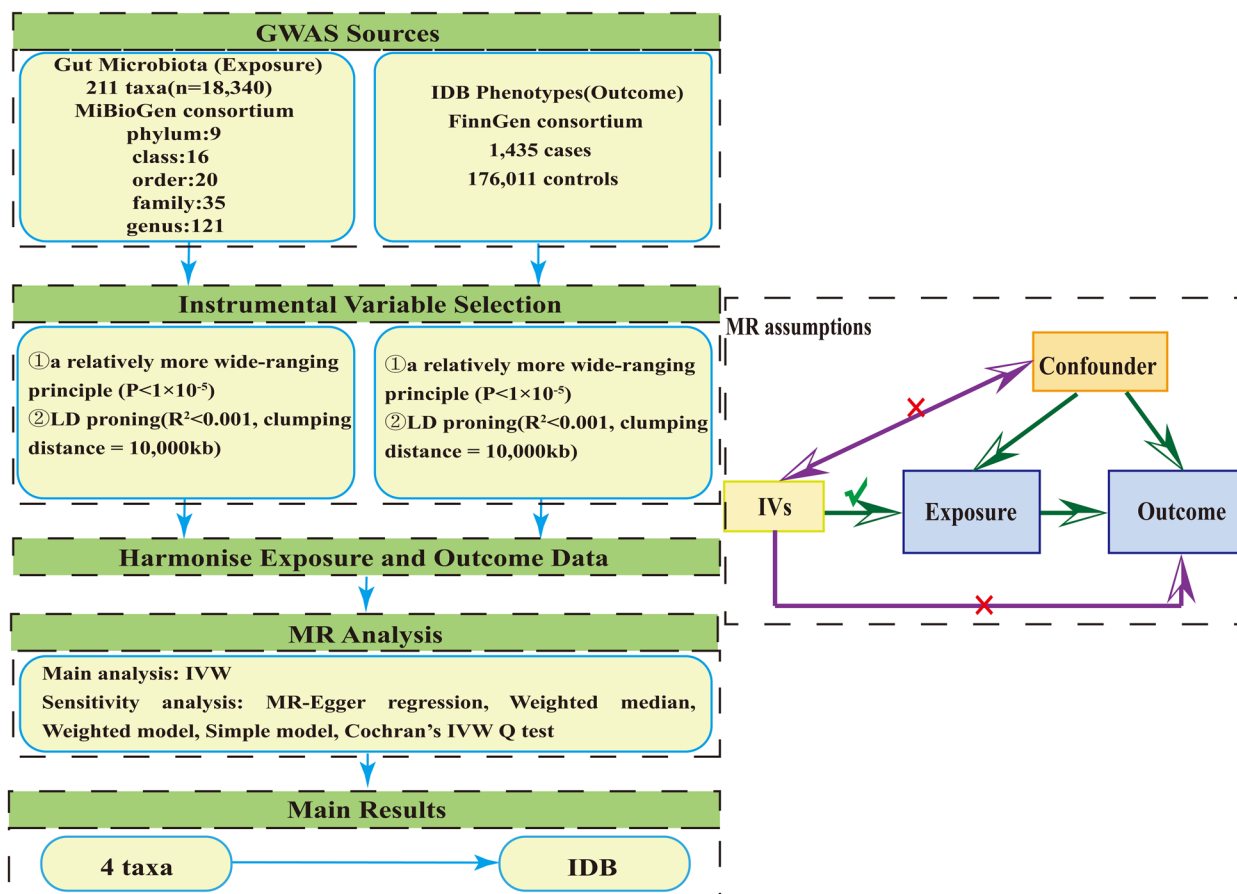 GWAS Sources
Gut Microbiota (Exposure)
211 taxa(n=18,340)
MiBioGen consortium
phylum:9
class:16
order:20
family:35
genus:121
IDB Phenotypes(Outcome)
FinnGen consortium
1,435 cases
176,011 controls
Instrumental Variable Selection
①a relatively more wide-ranging
principle (P<1×10⁻⁵)
②LD proning(R²<0.001, clumping
distance = 10,000kb)
①a relatively more wide-ranging
principle (P<1×10⁻⁵)
②LD proning(R²<0.001, clumping
distance = 10,000kb)
Harmonise Exposure and Outcome Data
MR Analysis
Main analysis: IVW
Sensitivity analysis: MR-Egger regression, Weighted median,
Weighted model, Simple model, Cochran’s IVW Q test
Main Results
4 taxa
IDB
MR assumptions
Confounder
IVs
Exposure
Outcome